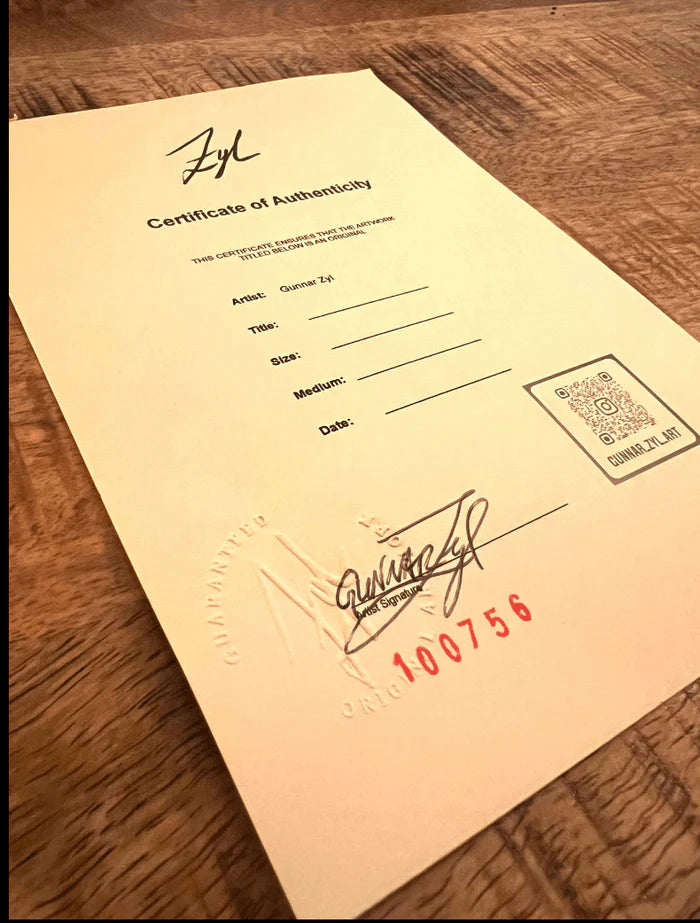 Zyl
Certificate of Authenticity
THIS CERTIFICATE ENSURES THAT THE ARTWORK
TITLED BELOW IS AN ORIGINAL
Artist: Gunnar Zyl
Title:
Size:
Medium:
Date:
GUNNAR_ZYL_ART
GUNNAR Zyl
Artist Signature
100756
GUARANTEED
ORIGINAL